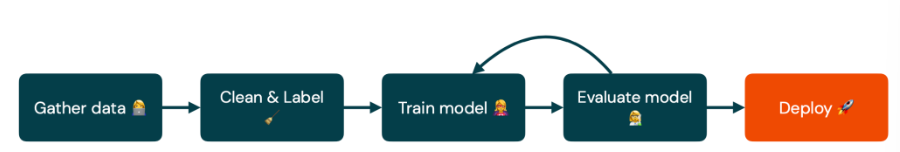 Gather data 👩🏼‍💻
Clean & Label
🧹
Train model 🦸‍♀️
Evaluate model
👩‍🔬
Deploy 🚀